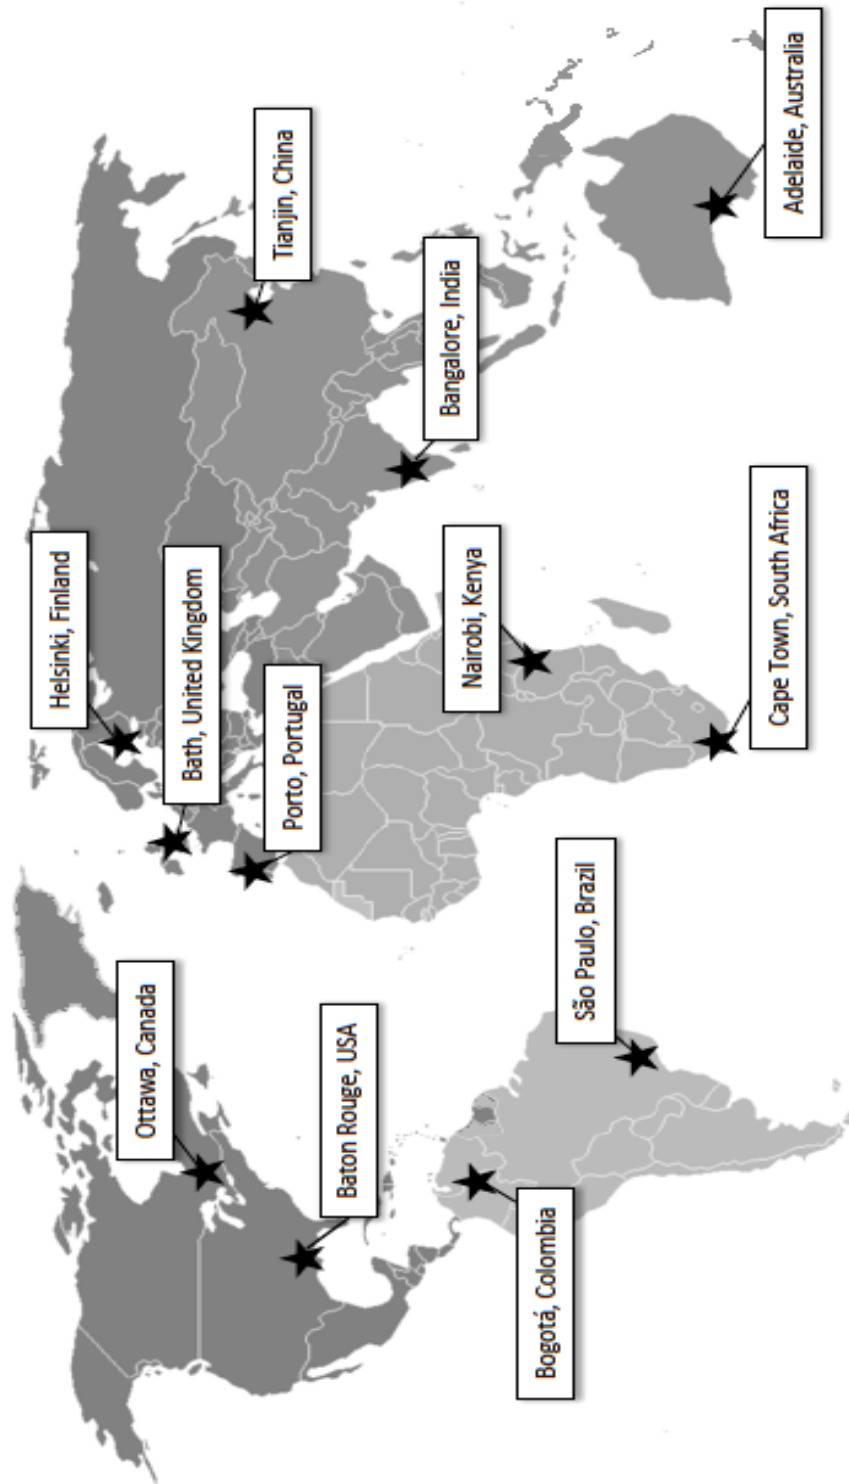 Ottawa, Canada
Baton Rouge, USA
Bogotá, Colombia
São Paulo, Brazil
Helsinki, Finland
Bath, United Kingdom
Porto, Portugal
Nairobi, Kenya
Cape Town, South Africa
Tianjin, China
Bangalore, India
Adelaide, Australia